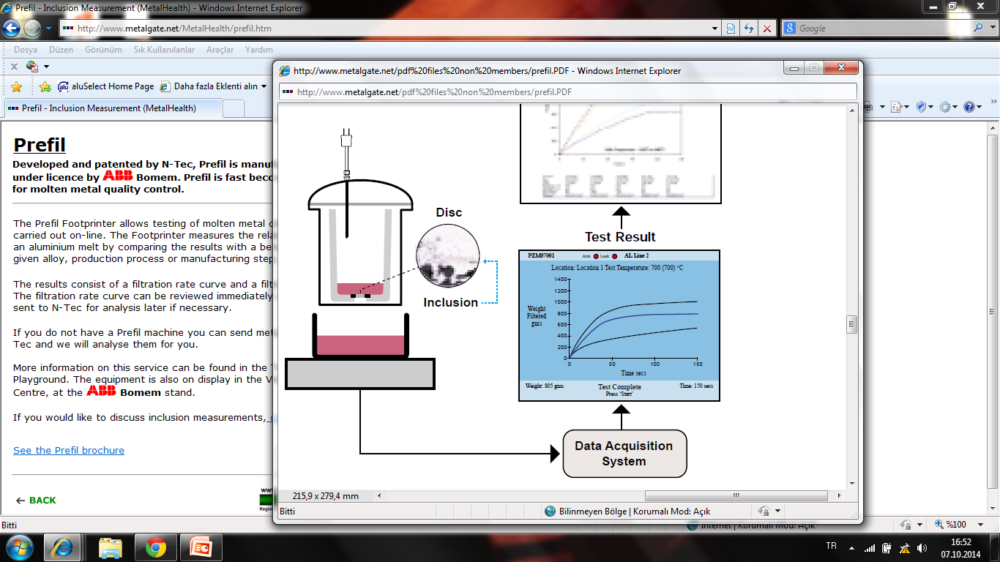 Prefil - Inclusion Measurement (MetalHealth) - Windows Internet Explorer
http://www.metalgate.net/MetalHealth/prefil.htm
Google
Dosya Düzen Görünüm Sık Kullanılanlar Araçlar Yardım
aluSelect Home Page Daha fazla Eklenti alın
Prefil - Inclusion Measurement (MetalHealth)
Prefil
Developed and patented by N-Tec, Prefil is manuf
under licence by ABB Bomem. Prefil is fast beco
for molten metal quality control.
The Prefil Footprinter allows testing of molten metal c
carried out on-line. The Footprinter measures the rela
an aluminium melt by comparing the results with a be
given alloy, production process or manufacturing step
The results consist of a filtration rate curve and a filt
The filtration rate curve can be reviewed immediately
sent to N-Tec for analysis later if necessary.
If you do not have a Prefil machine you can send met
Tec and we will analyse them for you.
More information on this service can be found in the T
Playground. The equipment is also on display in the V
Centre, at the ABB Bomem stand.
If you would like to discuss inclusion measurements,
See the Prefil brochure
BACK
Bitti
http://www.metalgate.net/pdf%20files%20non%20members/prefil.PDF - Windows Internet Explorer
http://www.metalgate.net/pdf%20files%20non%20members/prefil.PDF
Disc
Inclusion
Test Result
PZM07001 Arm Lock AL Line 2
Location: Location 1 Test Temperature: 700 (700) °C
Weight
Filtered
gms
1400
1200
1000
800
600
400
200
0
0 50 100 150
Time secs
Weight: 805 gms Test Complete Time: 150 secs
Press 'Start'
Data Acquisition
System
215,9 x 279,4 mm
Bitti Bilinmeyen Bölge | Korumalı Mod: Açık
İnternet | Korumalı Mod: Açık %100
TR 16:52
07.10.2014